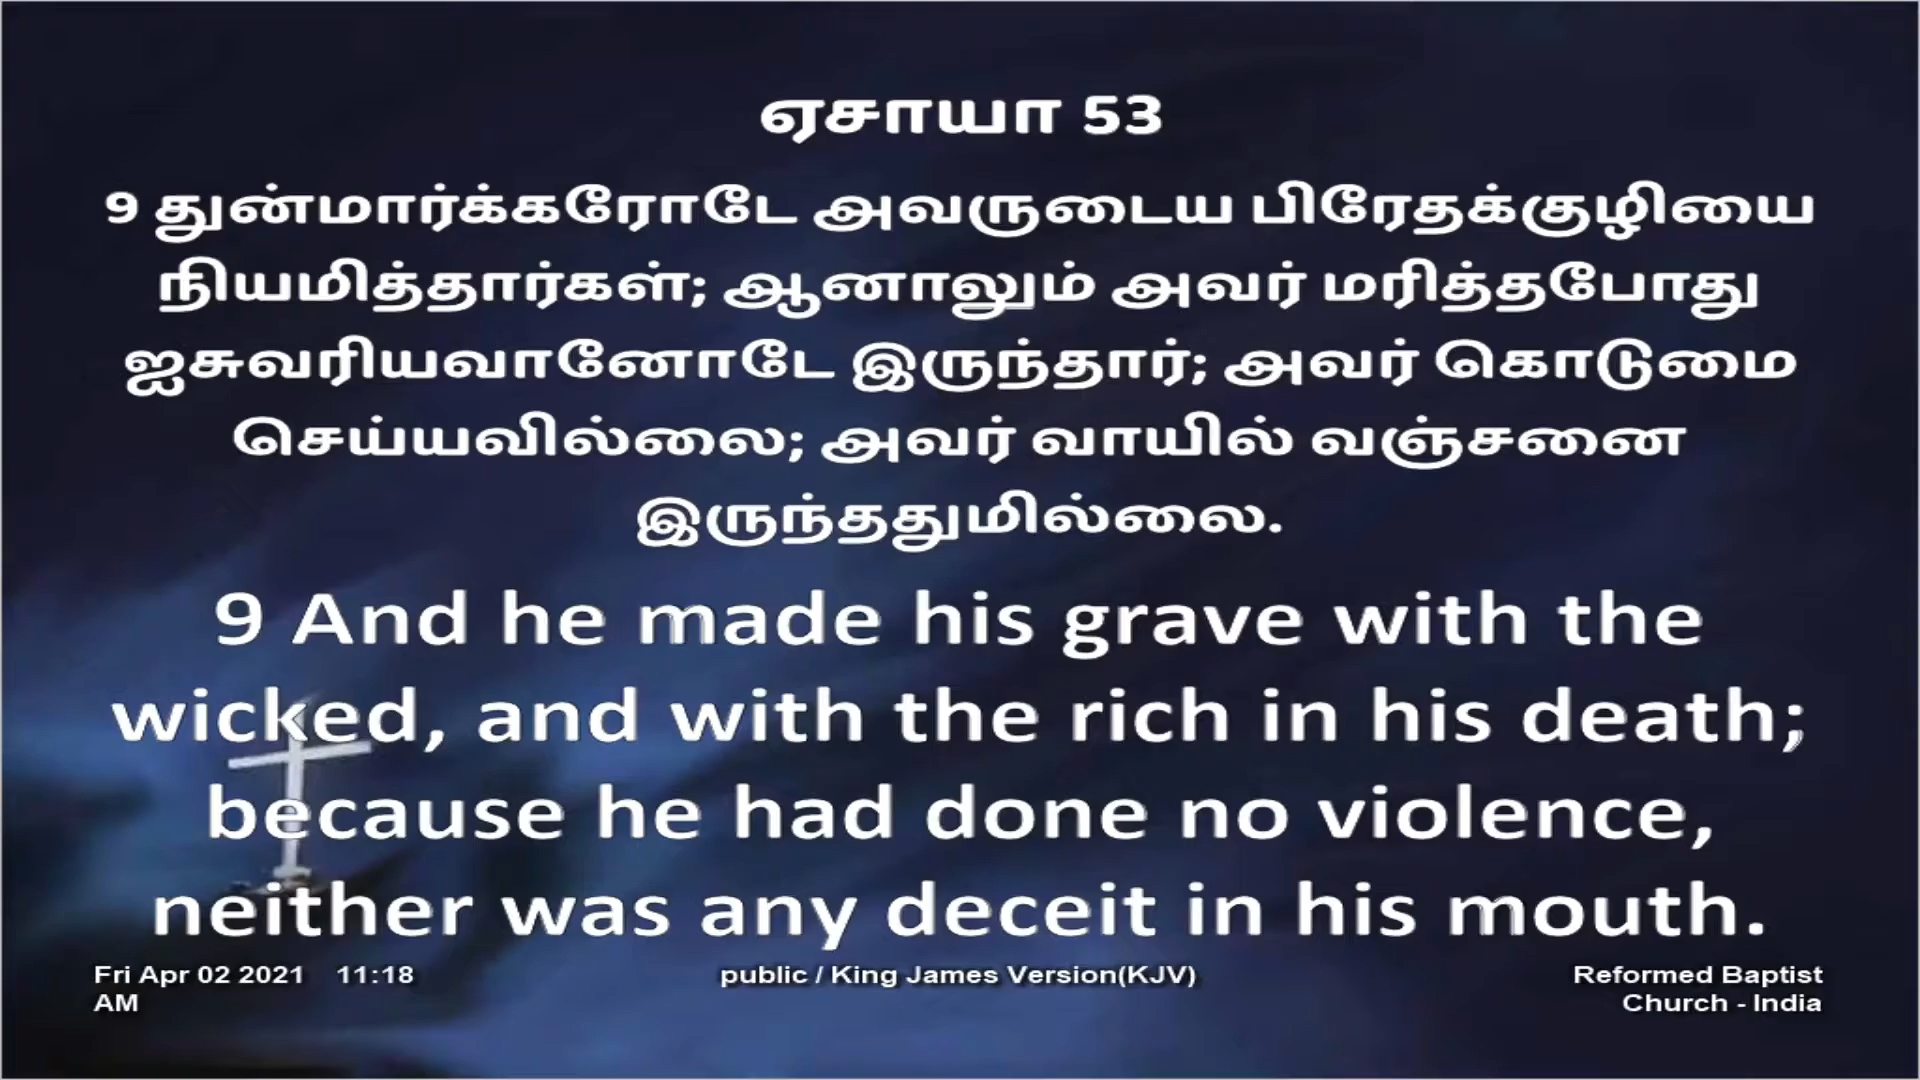 ஏசாயா 53
9 துன்மார்க்கரோடே அவருடைய பிரேதக்குழியை
நியமித்தார்கள்; ஆனாலும் அவர் மரித்தபோது
ஐசுவரியவானோடே இருந்தார்; அவர் கொடுமை
செய்யவில்லை; அவர் வாயில் வஞ்சனை
இருந்ததுமில்லை.
9 And he made his grave with the
wicked, and with the rich in his death;
because he had done no violence,
neither was any deceit in his mouth.
Fri Apr 02 2021 11:18
AM
public / King James Version(KJV)
Reformed Baptist
Church - India